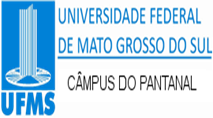 UNIVERSIDADE FEDERAL
DE MATO GROSSO DO SUL
CÂMPUS DO PANTANAL
UFMS